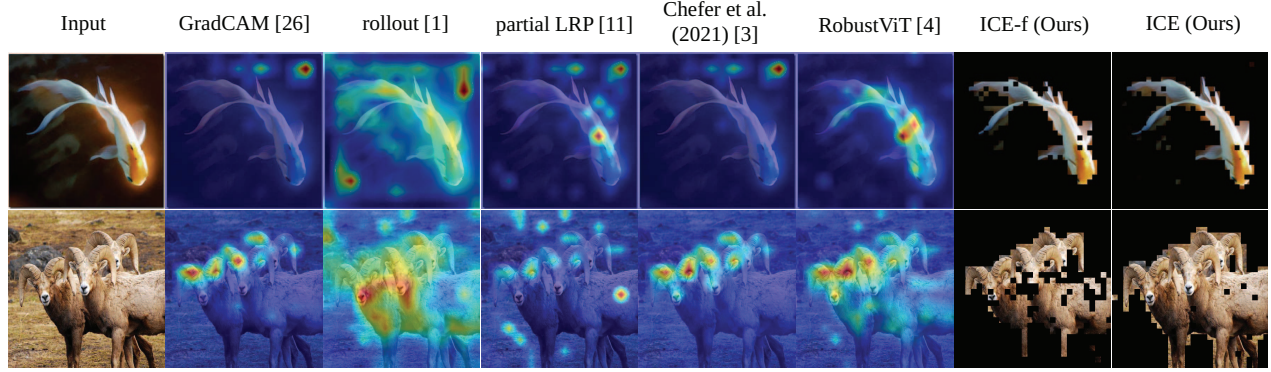 Input
GradCAM [26]
rollout [1]
partial LRP [11]
Chefer et al.
(2021) [3]
RobustViT [4]
ICE-f (Ours)
ICE (Ours)